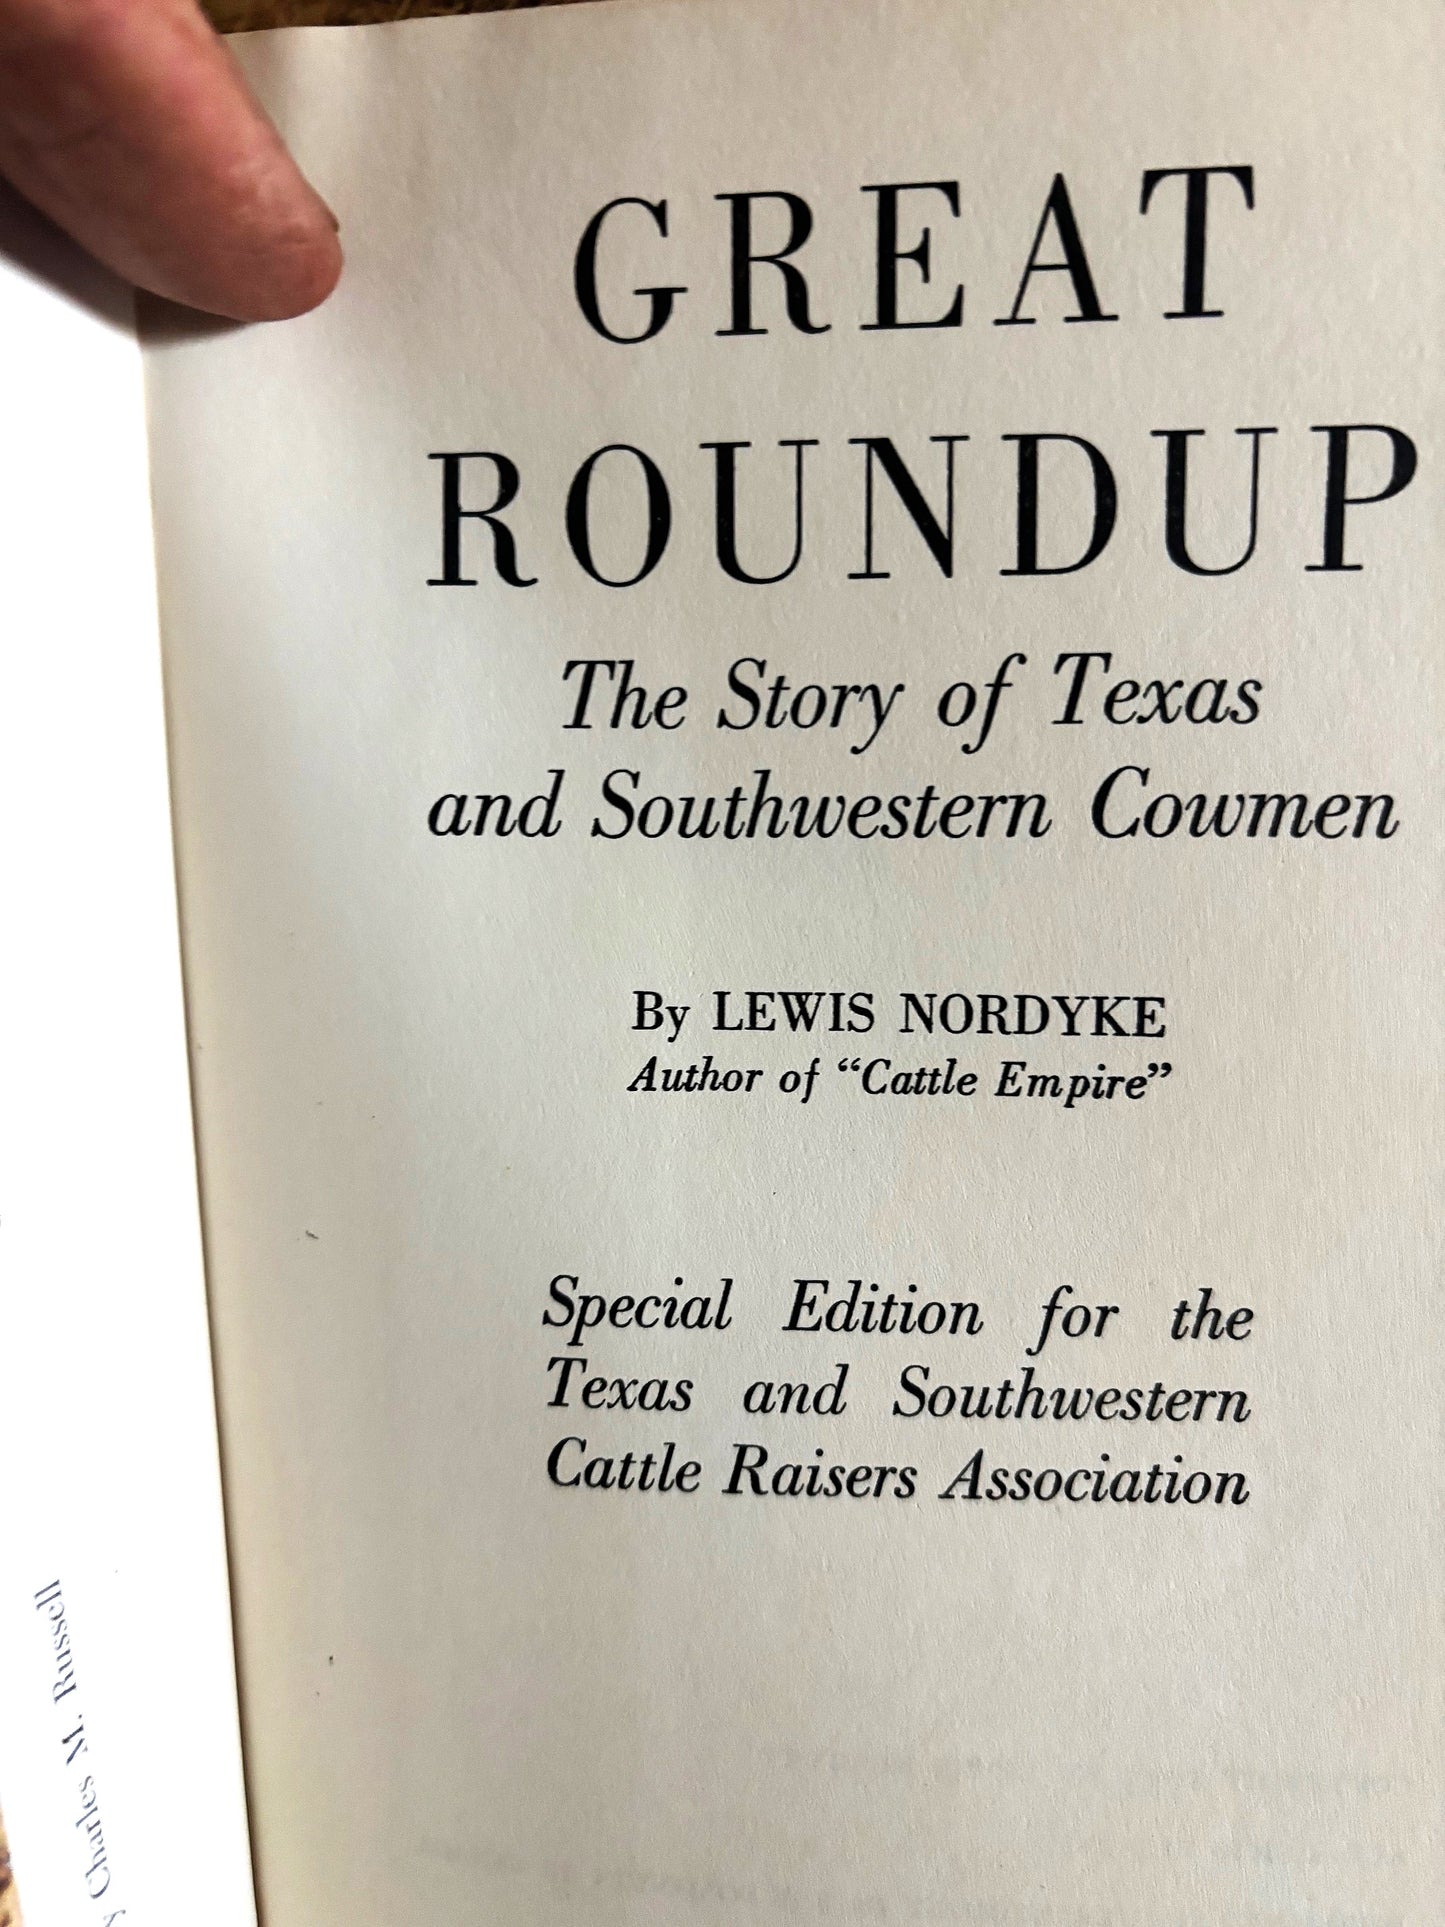 GREAT
ROUNDUP
The Story of Texas
and Southwestern Cowmen
By LEWIS NORDYKE
Author of "Cattle Empire"
Special Edition for the
Texas and Southwestern
Cattle Raisers Association
Charles M. Russell